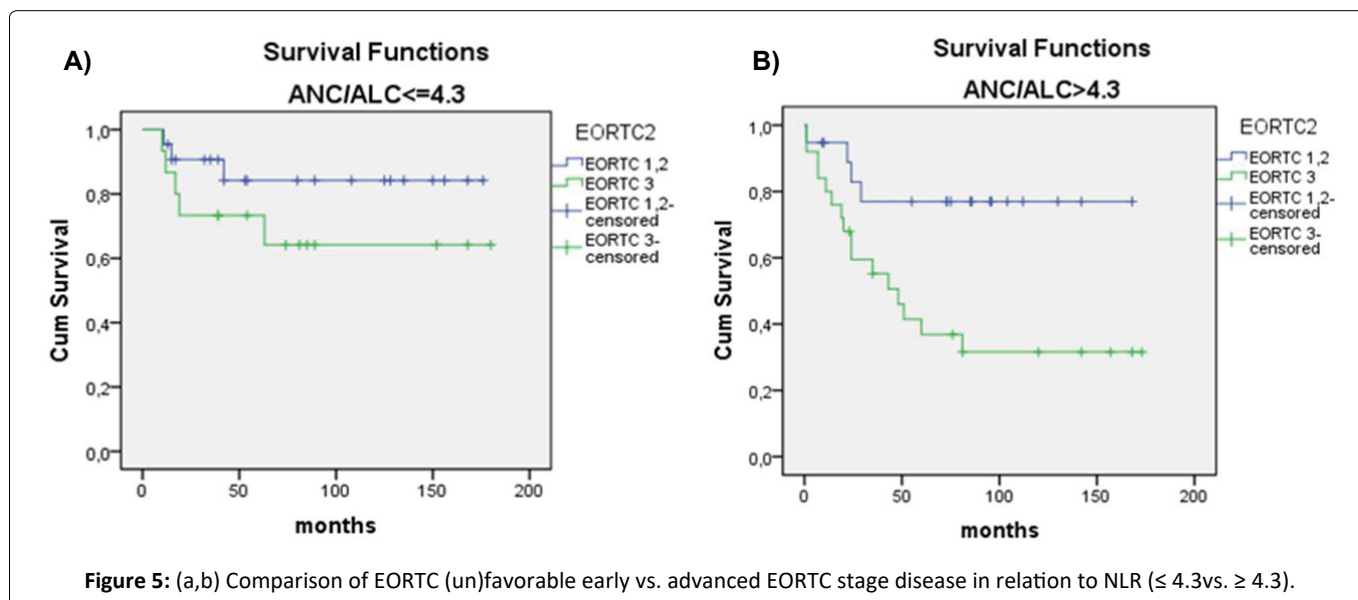 A)
Survival Functions
ANC/ALC<=4.3
Cum Survival
1,0
0,8
0,6
0,4
0,2
0,0
0
50
100
150
200
months
EORTC2
EORTC 1,2
EORTC 3
EORTC 1,2-
censored
EORTC 3-
censored
B)
Survival Functions
ANC/ALC>4.3
Cum Survival
1,0
0,8
0,6
0,4
0,2
0,0
0
50
100
150
200
months
EORTC2
EORTC 1,2
EORTC 3
EORTC 1,2-
censored
EORTC 3-
censored
Figure 5: (a,b) Comparison of EORTC (un)favorable early vs. advanced EORTC stage disease in relation to NLR (≤ 4.3vs. ≥ 4.3).